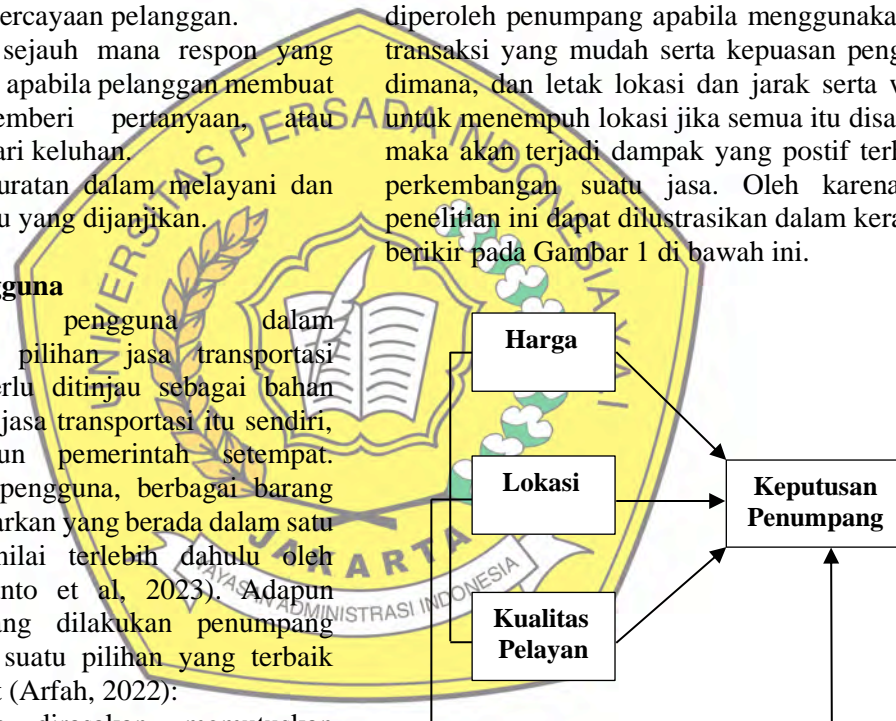 ercayaan pelanggan.
sejauh mana respon yang
apabila pelanggan membuat
emberi pertanyaan, atau
ari keluhan.
uratan dalam melayani dan
u yang dijanjikan.
gguna
pengguna dalam
pilihan jasa transportasi
erlu ditinjau sebagai bahan
jasa transportasi itu sendiri,
un pemerintah setempat.
pengguna, berbagai barang
arkan yang berada dalam satu
nilai terlebih dahulu oleh
nto et al, 2023). Adapun
ang dilakukan penumpang
suatu pilihan yang terbaik
t (Arfah, 2022):
dirasakan memutuskan
diperoleh penumpang apabila menggunaka
transaksi yang mudah serta kepuasan peng
dimana, dan letak lokasi dan jarak serta w
untuk menempuh lokasi jika semua itu disa
maka akan terjadi dampak yang postif terl
perkembangan suatu jasa. Oleh karena
penelitian ini dapat dilustrasikan dalam kera
berikir pada Gambar 1 di bawah ini.
Harga
Lokasi
Kualitas
Pelayan
Keputusan
Penumpang
UNIVERSITAS PERSADA INDONESIA Y.A.I
JAKARTA
YAYASAN ADMINISTRASI INDONESIA